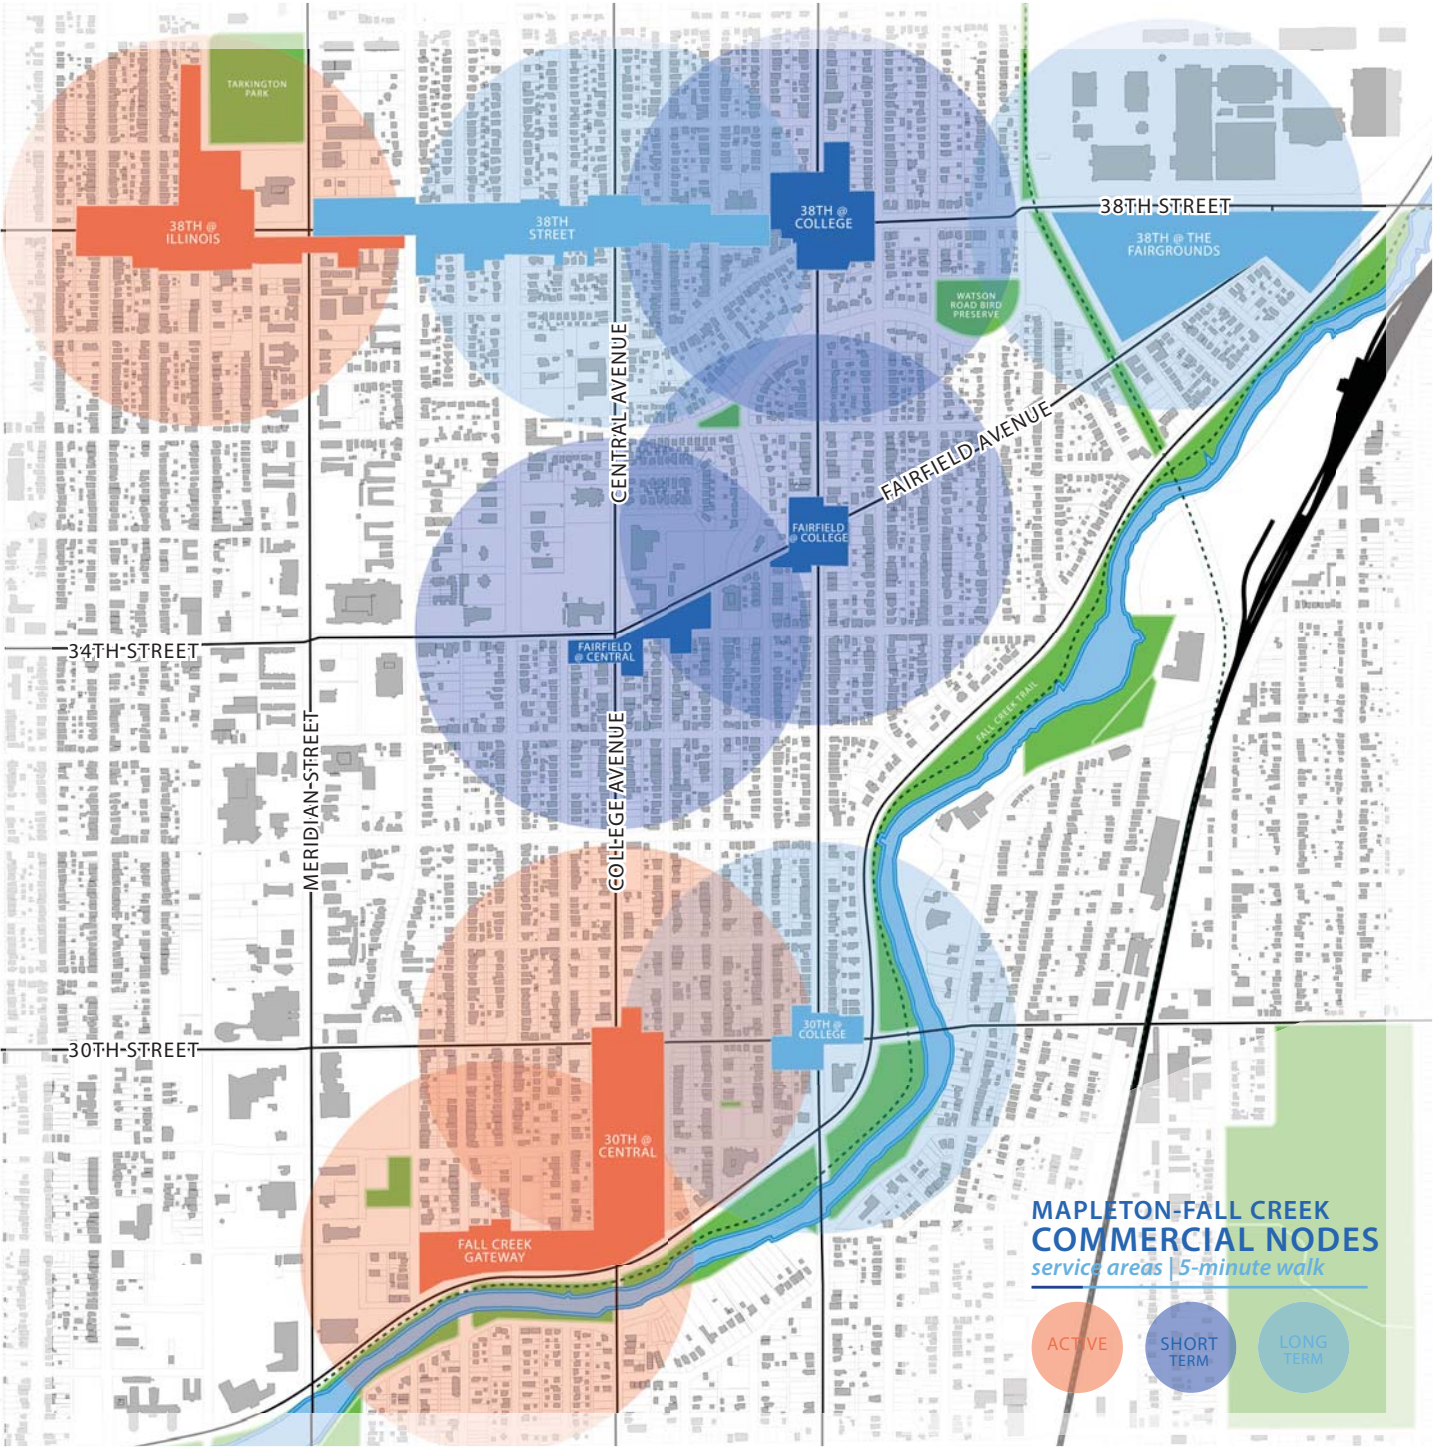 TARKINGTON
PARK
38TH @
ILLINOIS
38TH
STREET
38TH @
COLLEGE
38TH STREET
38TH @ THE
FAIRGROUNDS
WATSON
ROAD BIRD
PRESERVE
CENTRAL AVENUE
FAIRFIELD AVENUE
FAIRFIELD
@ COLLEGE
34TH STREET
FAIRFIELD
@ CENTRAL
FALL CREEK TRAIL
MERIDIAN STREET
COLLEGE AVENUE
30TH @
COLLEGE
30TH STREET
30TH @
CENTRAL
FALL CREEK
GATEWAY
MAPLETON-FALL CREEK
COMMERCIAL NODES
service areas | 5-minute walk
ACTIVE
SHORT
TERM
LONG
TERM